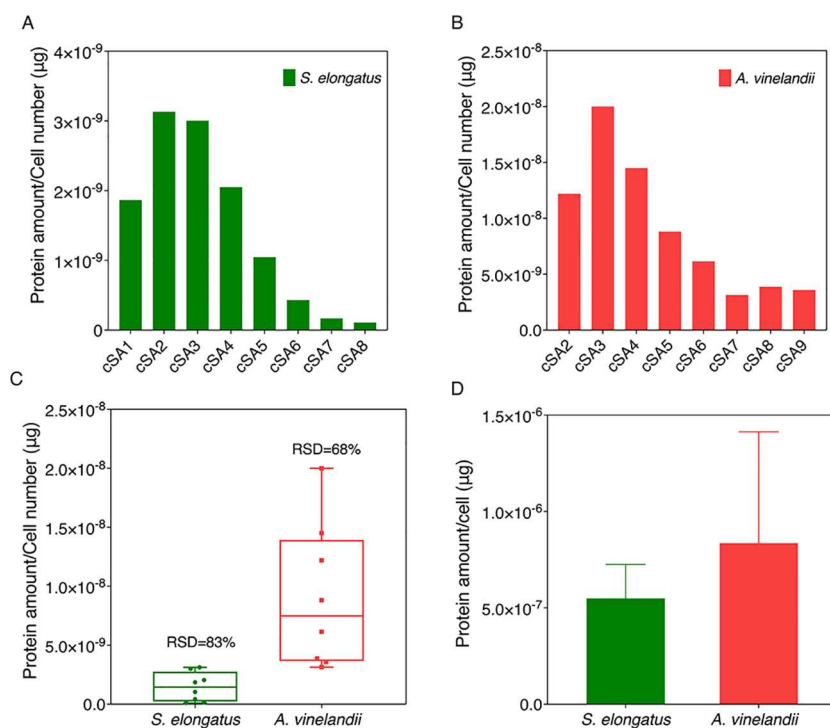 A
Protein amount/Cell number (µg)
4×10⁻⁹
3×10⁻⁹
2×10⁻⁹
1×10⁻⁹
0
S. elongatus
cSA1 cSA2 cSA3 cSA4 cSA5 cSA6 cSA7 cSA8
B
Protein amount/Cell number (µg)
2.5×10⁻⁸
2.0×10⁻⁸
1.5×10⁻⁸
1.0×10⁻⁸
5.0×10⁻⁹
0.0
A. vinelandii
cSA2 cSA3 cSA4 cSA5 cSA6 cSA7 cSA8 cSA9
C
Protein amount/Cell number (µg)
2.5×10⁻⁸
2.0×10⁻⁸
1.5×10⁻⁸
1.0×10⁻⁸
5.0×10⁻⁹
0.0
RSD=83%
RSD=68%
S. elongatus A. vinelandii
D
Protein amount/cell (µg)
1.5×10⁻⁶
1.0×10⁻⁶
5.0×10⁻⁷
0.0
S. elongatus A. vinelandii